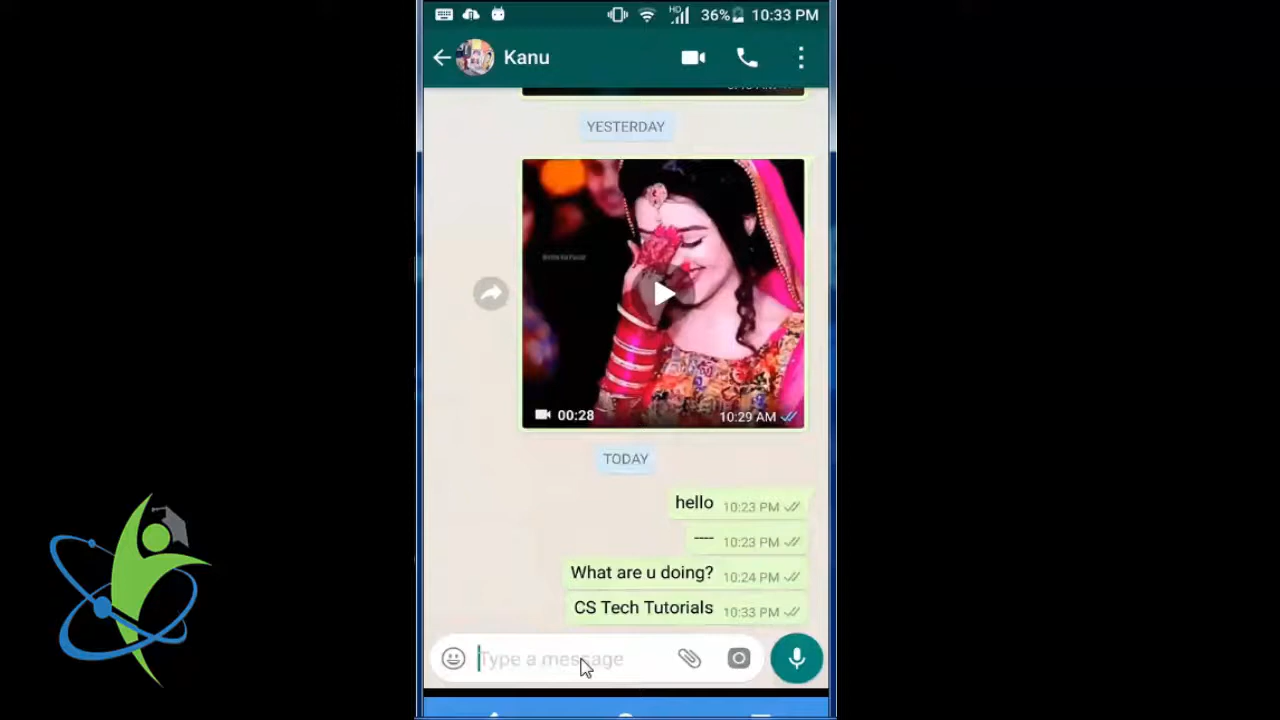 HD 36% 10:33 PM
Kanu
YESTERDAY
00:28
10:29 AM
TODAY
hello 10:23 PM
---- 10:23 PM
What are u doing? 10:24 PM
CS Tech Tutorials 10:33 PM
Type a message